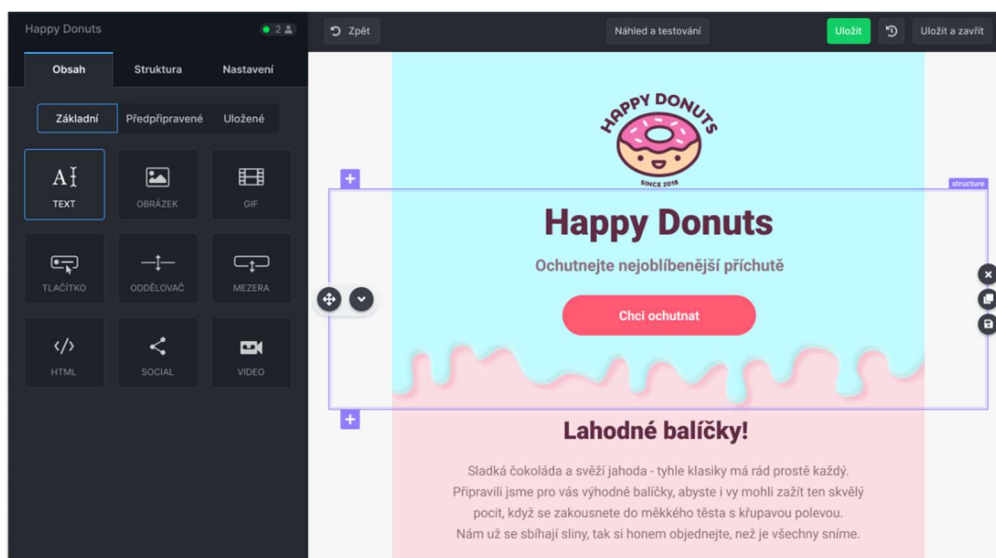 Happy Donuts
2
Zpět
Náhled a testování
Uložit
Uložit a zavřít
Obsah
Struktura
Nastavení
Základní
Předpřipravené
Uložené
TEXT
OBRÁZEK
GIF
TLAČÍTKO
ODDĚLOVAČ
MEZERA
HTML
SOCIAL
VIDEO
HAPPY DONUTS
SINCE 2018
structure
Happy Donuts
Ochutnejte nejoblíbenější příchutě
Chci ochutnat
Lahodné balíčky!
Sladká čokoláda a svěží jahoda - tyhle klasiky má rád prostě každý.
Připravili jsme pro vás výhodné balíčky, abyste i vy mohli zažít ten skvělý
pocit, když se zakousnete do měkkého těsta s křupavou polevou.
Nám už se sbíhají sliny, tak si honem objednejte, než je všechny sníme.